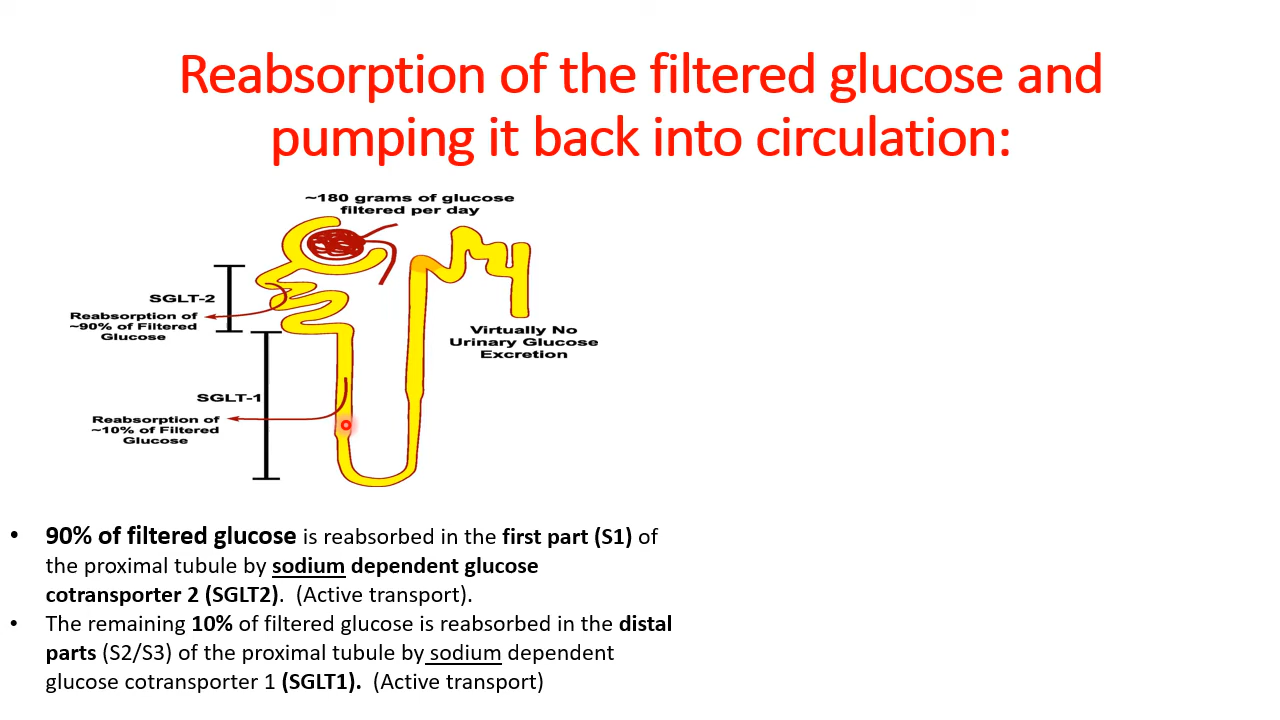 Reabsorption of the filtered glucose and
pumping it back into circulation:
~180 grams of glucose
filtered per day
SGLT-2
Reabsorption of
~90% of Filtered
Glucose
Virtually No
Urinary Glucose
Excretion
SGLT-1
Reabsorption of
~10% of Filtered
Glucose
• 90% of filtered glucose is reabsorbed in the first part (S1) of
the proximal tubule by sodium dependent glucose
cotransporter 2 (SGLT2). (Active transport).
• The remaining 10% of filtered glucose is reabsorbed in the distal
parts (S2/S3) of the proximal tubule by sodium dependent
glucose cotransporter 1 (SGLT1). (Active transport)